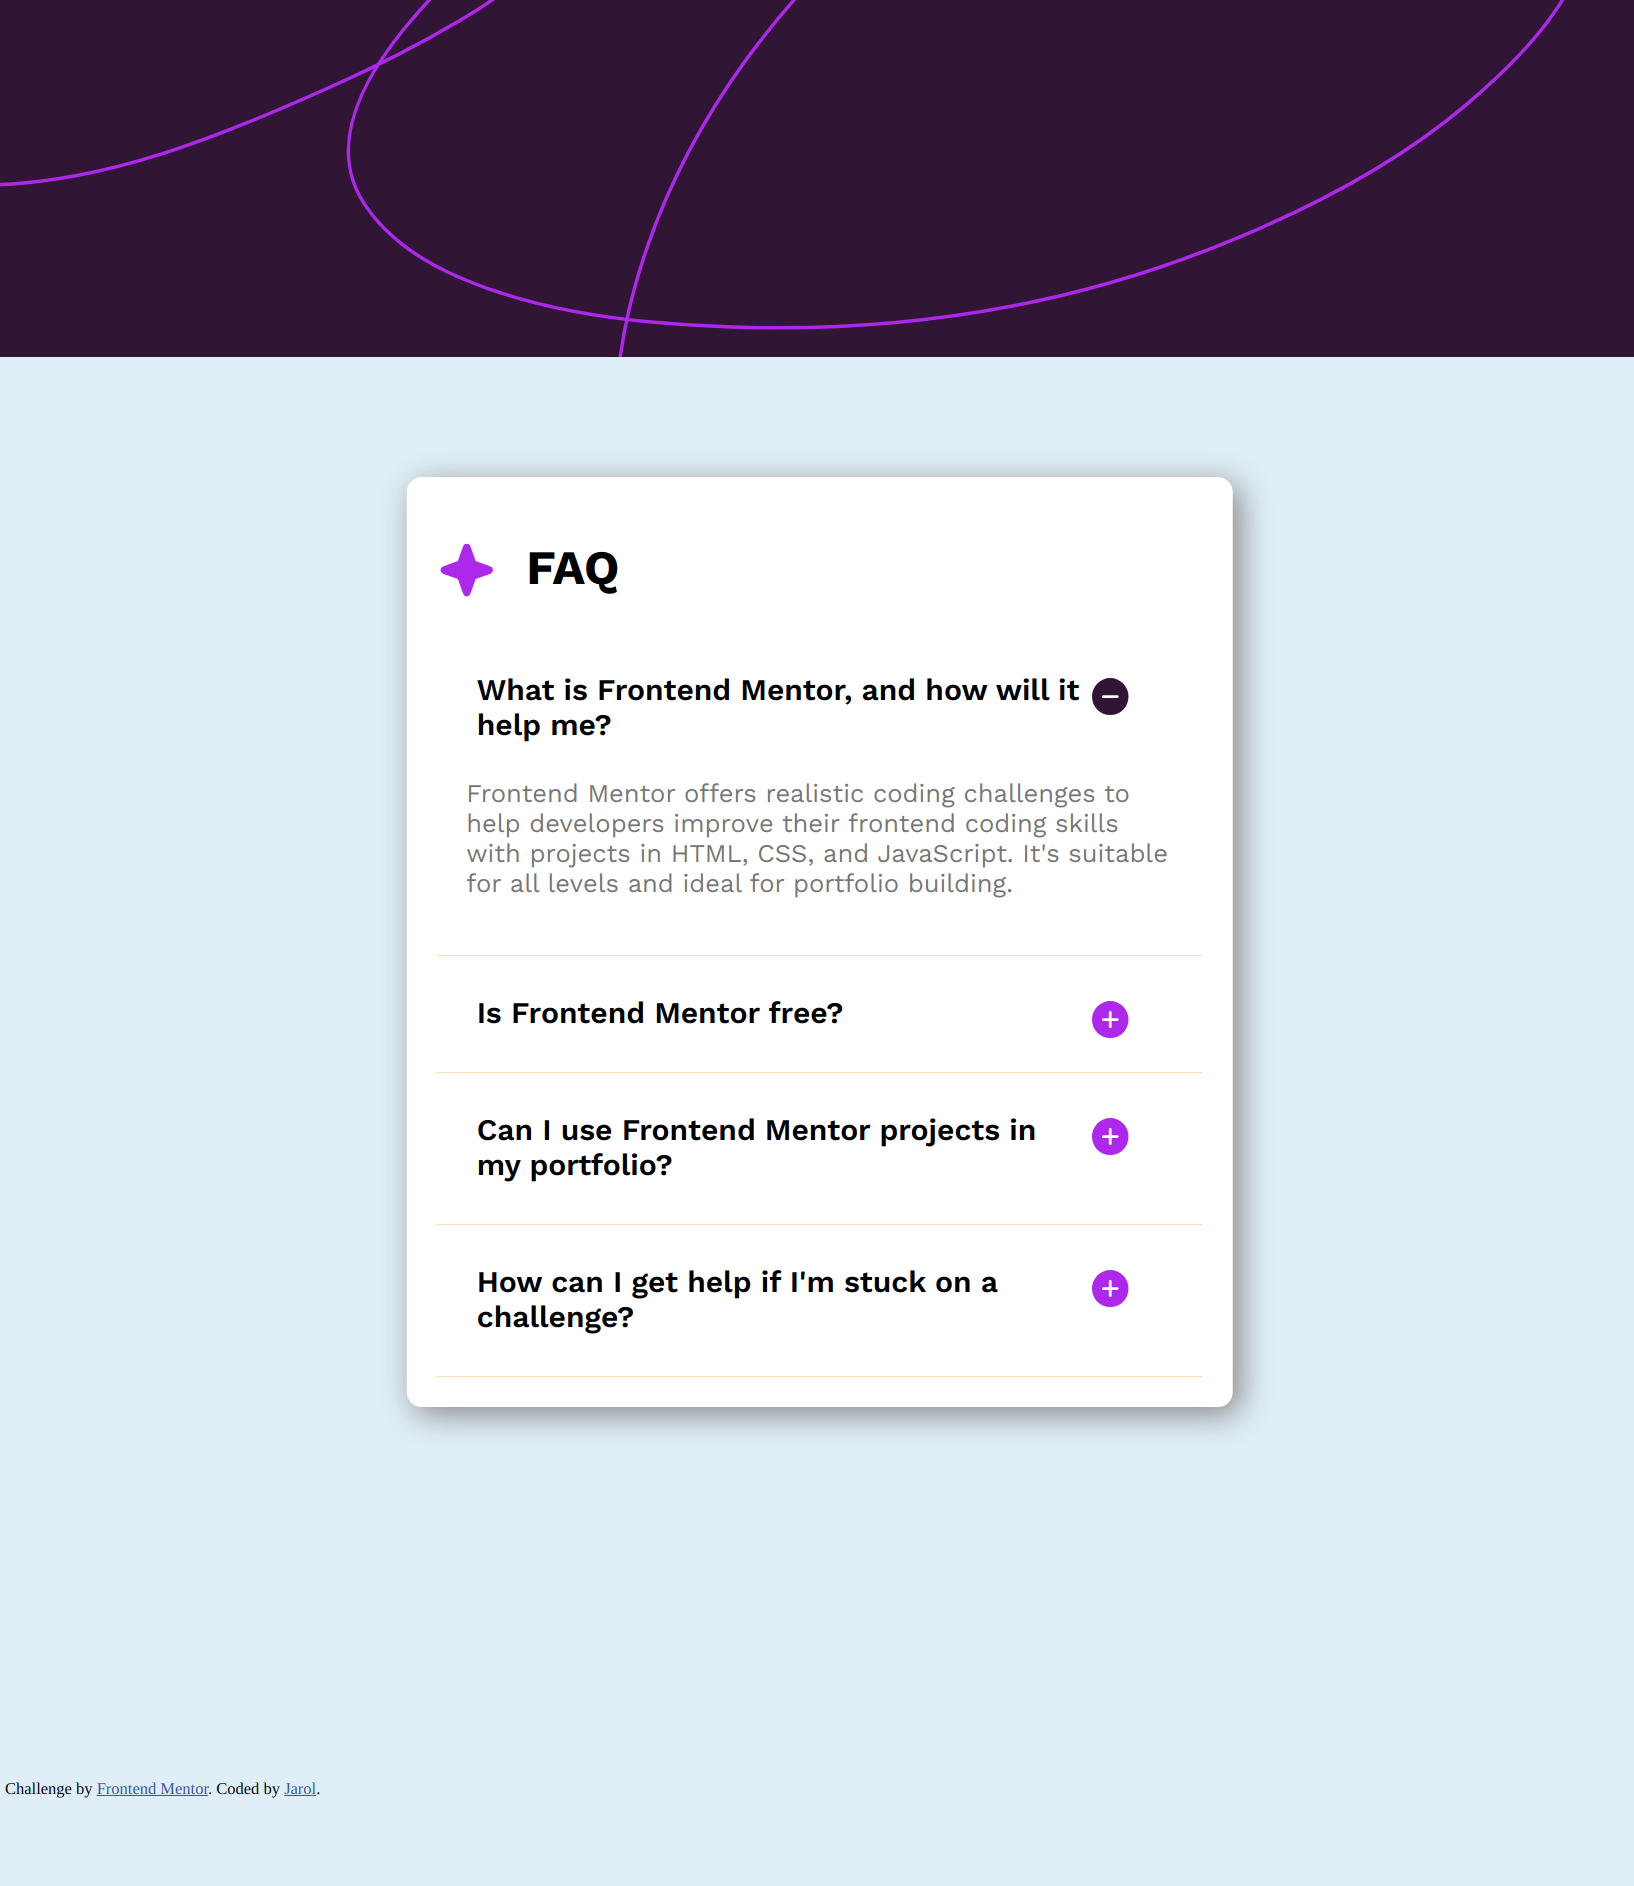 FAQ
What is Frontend Mentor, and how will it
help me?
Frontend Mentor offers realistic coding challenges to
help developers improve their frontend coding skills
with projects in HTML, CSS, and JavaScript. It's suitable
for all levels and ideal for portfolio building.
Is Frontend Mentor free?
Can I use Frontend Mentor projects in
my portfolio?
How can I get help if I'm stuck on a
challenge?
Challenge by Frontend Mentor. Coded by Jarol.